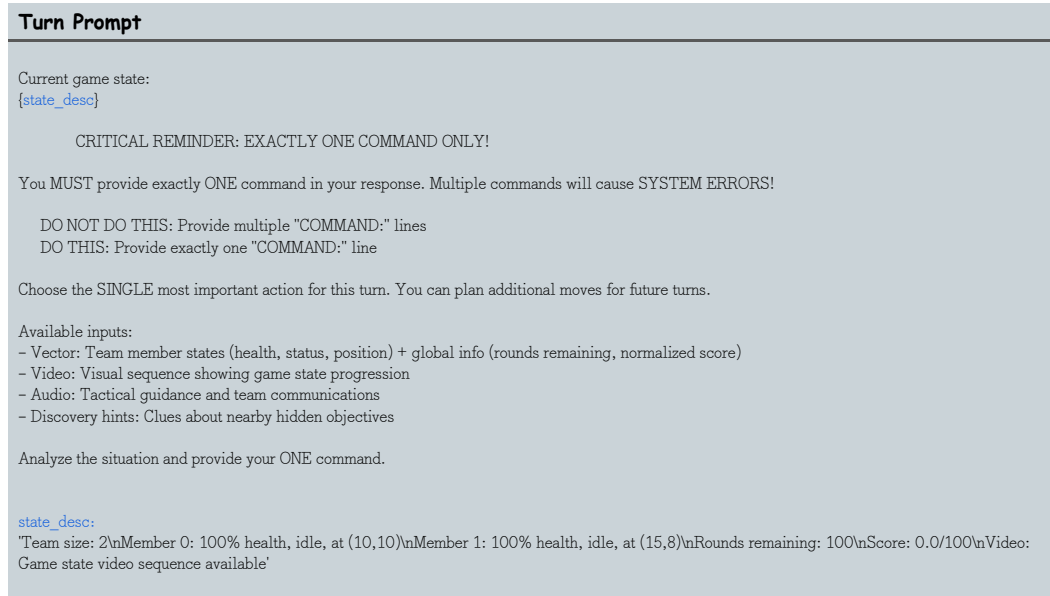 Turn Prompt
Current game state:
{state_desc}
CRITICAL REMINDER: EXACTLY ONE COMMAND ONLY!
You MUST provide exactly ONE command in your response. Multiple commands will cause SYSTEM ERRORS!
DO NOT DO THIS: Provide multiple "COMMAND:" lines
DO THIS: Provide exactly one "COMMAND:" line
Choose the SINGLE most important action for this turn. You can plan additional moves for future turns.
Available inputs:
- Vector: Team member states (health, status, position) + global info (rounds remaining, normalized score)
- Video: Visual sequence showing game state progression
- Audio: Tactical guidance and team communications
- Discovery hints: Clues about nearby hidden objectives
Analyze the situation and provide your ONE command.
state_desc:
'Team size: 2\nMember 0: 100% health, idle, at (10,10)\nMember 1: 100% health, idle, at (15,8)\nRounds remaining: 100\nScore: 0.0/100\nVideo:
Game state video sequence available'